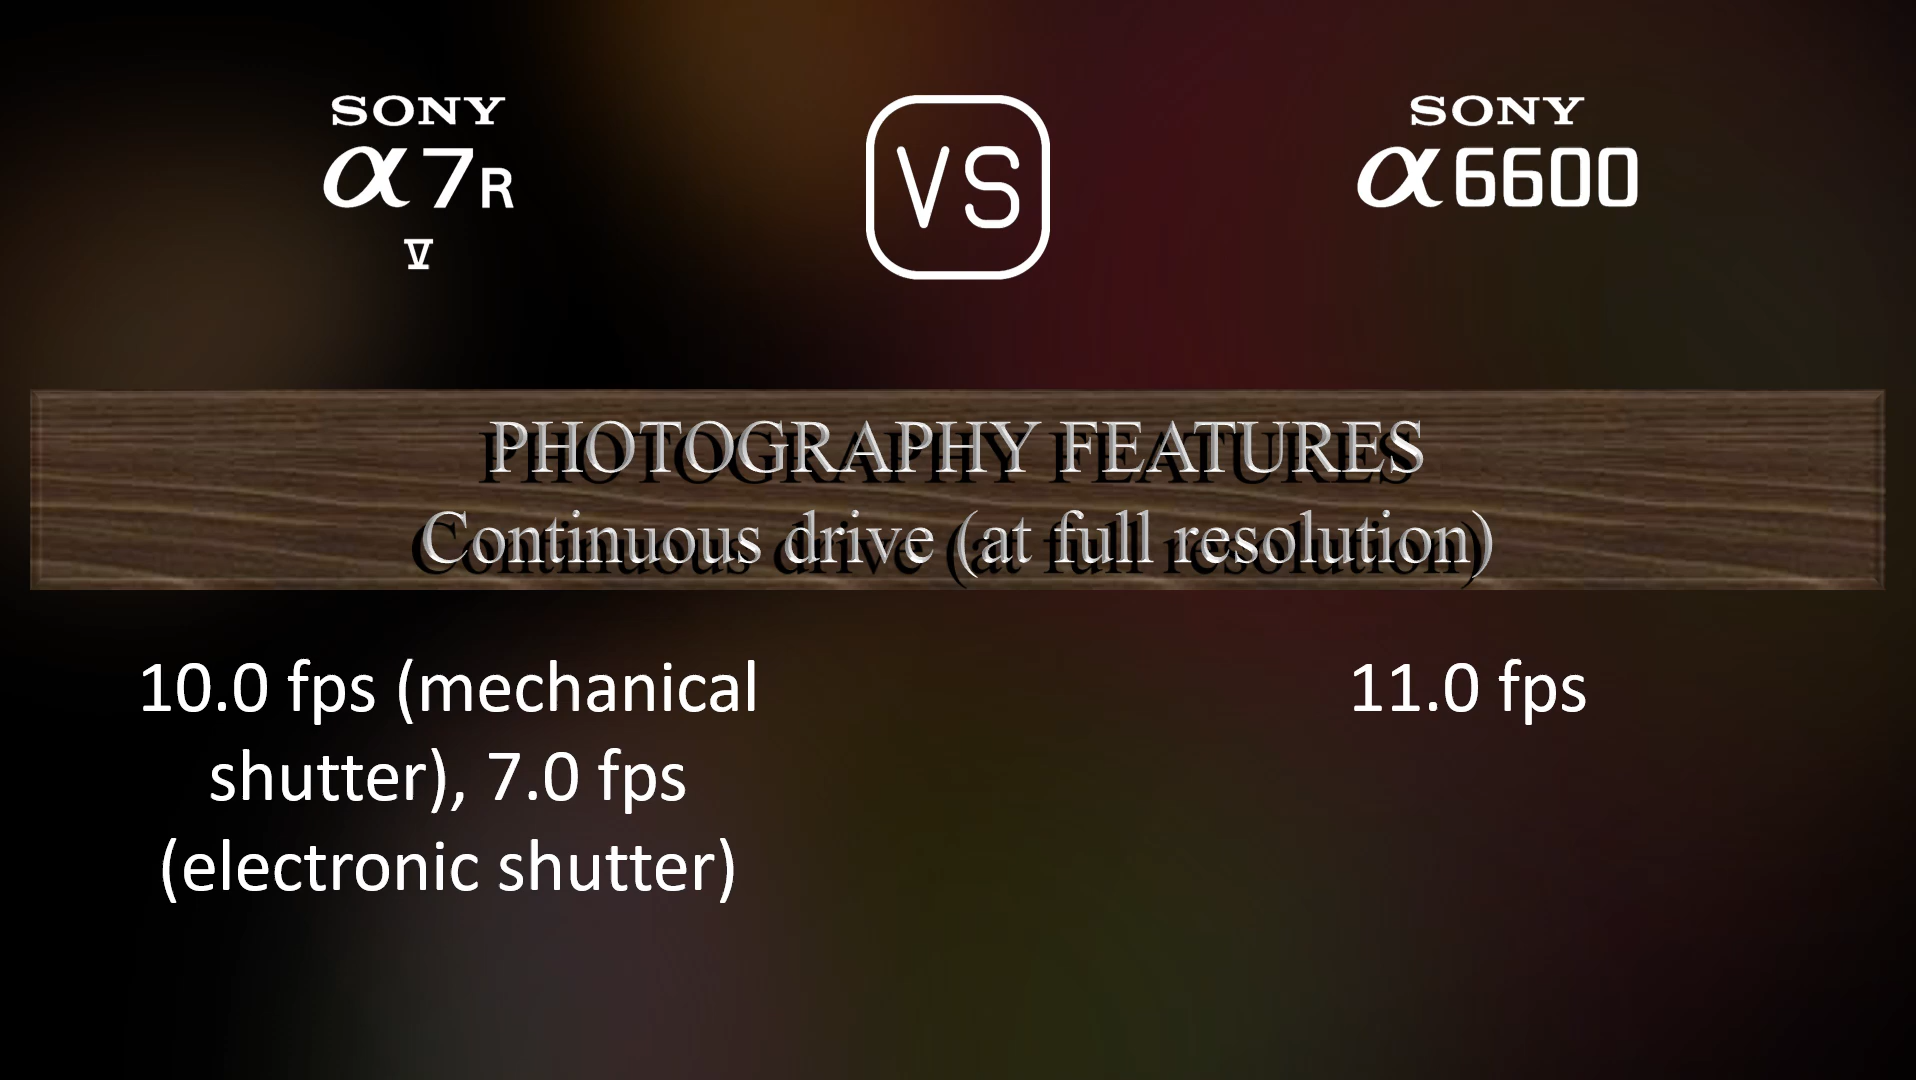 SONY
α7R
V
VS
SONY
α6600
PHOTOGRAPHY FEATURES
Continuous drive (at full resolution)
10.0 fps (mechanical
shutter), 7.0 fps
(electronic shutter)
11.0 fps